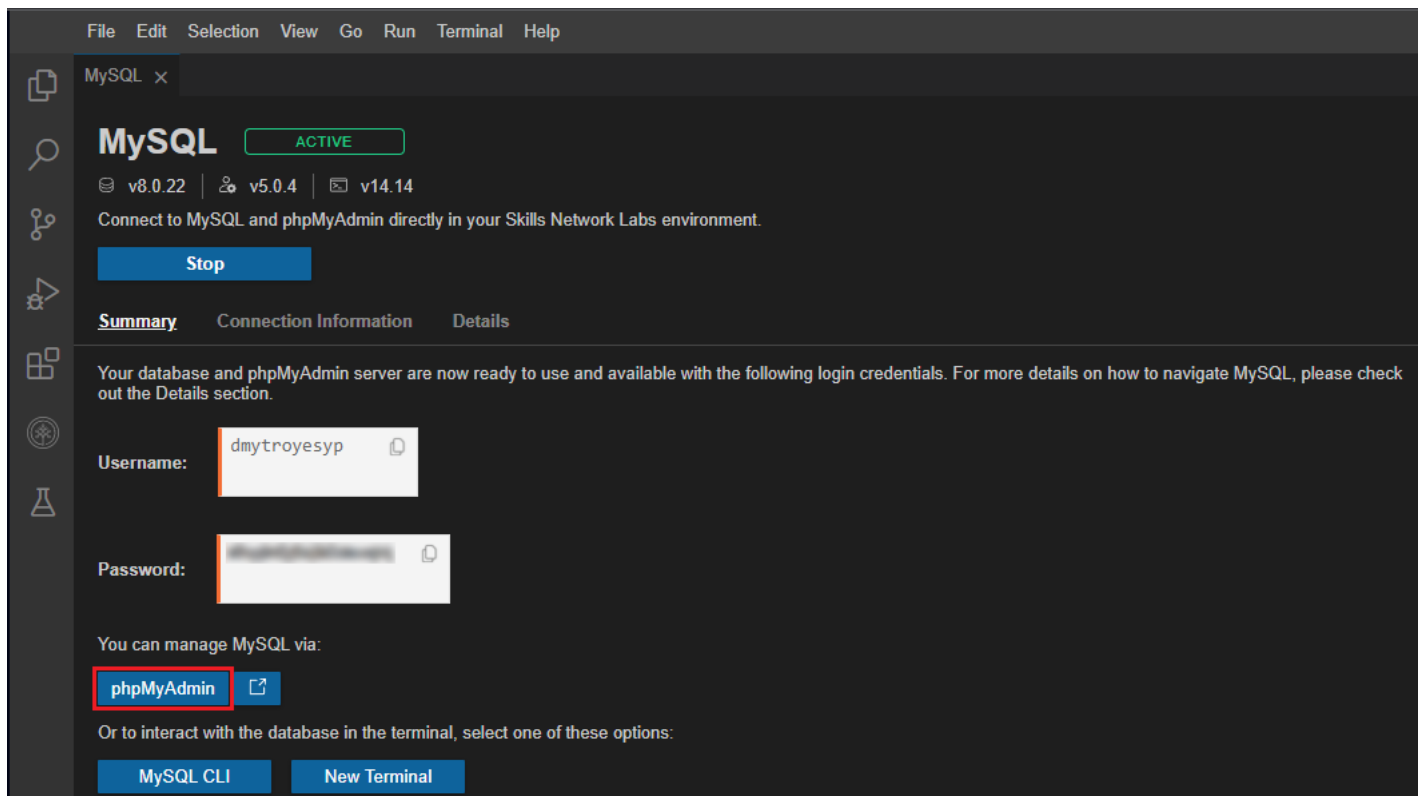 File Edit Selection View Go Run Terminal Help
MySQL
MySQL ACTIVE
v8.0.22 v5.0.4 v14.14
Connect to MySQL and phpMyAdmin directly in your Skills Network Labs environment.
Stop
Summary Connection Information Details
Your database and phpMyAdmin server are now ready to use and available with the following login credentials. For more details on how to navigate MySQL, please check
out the Details section.
Username: dmytroyesyp
Password:
You can manage MySQL via:
phpMyAdmin
Or to interact with the database in the terminal, select one of these options:
MySQL CLI New Terminal